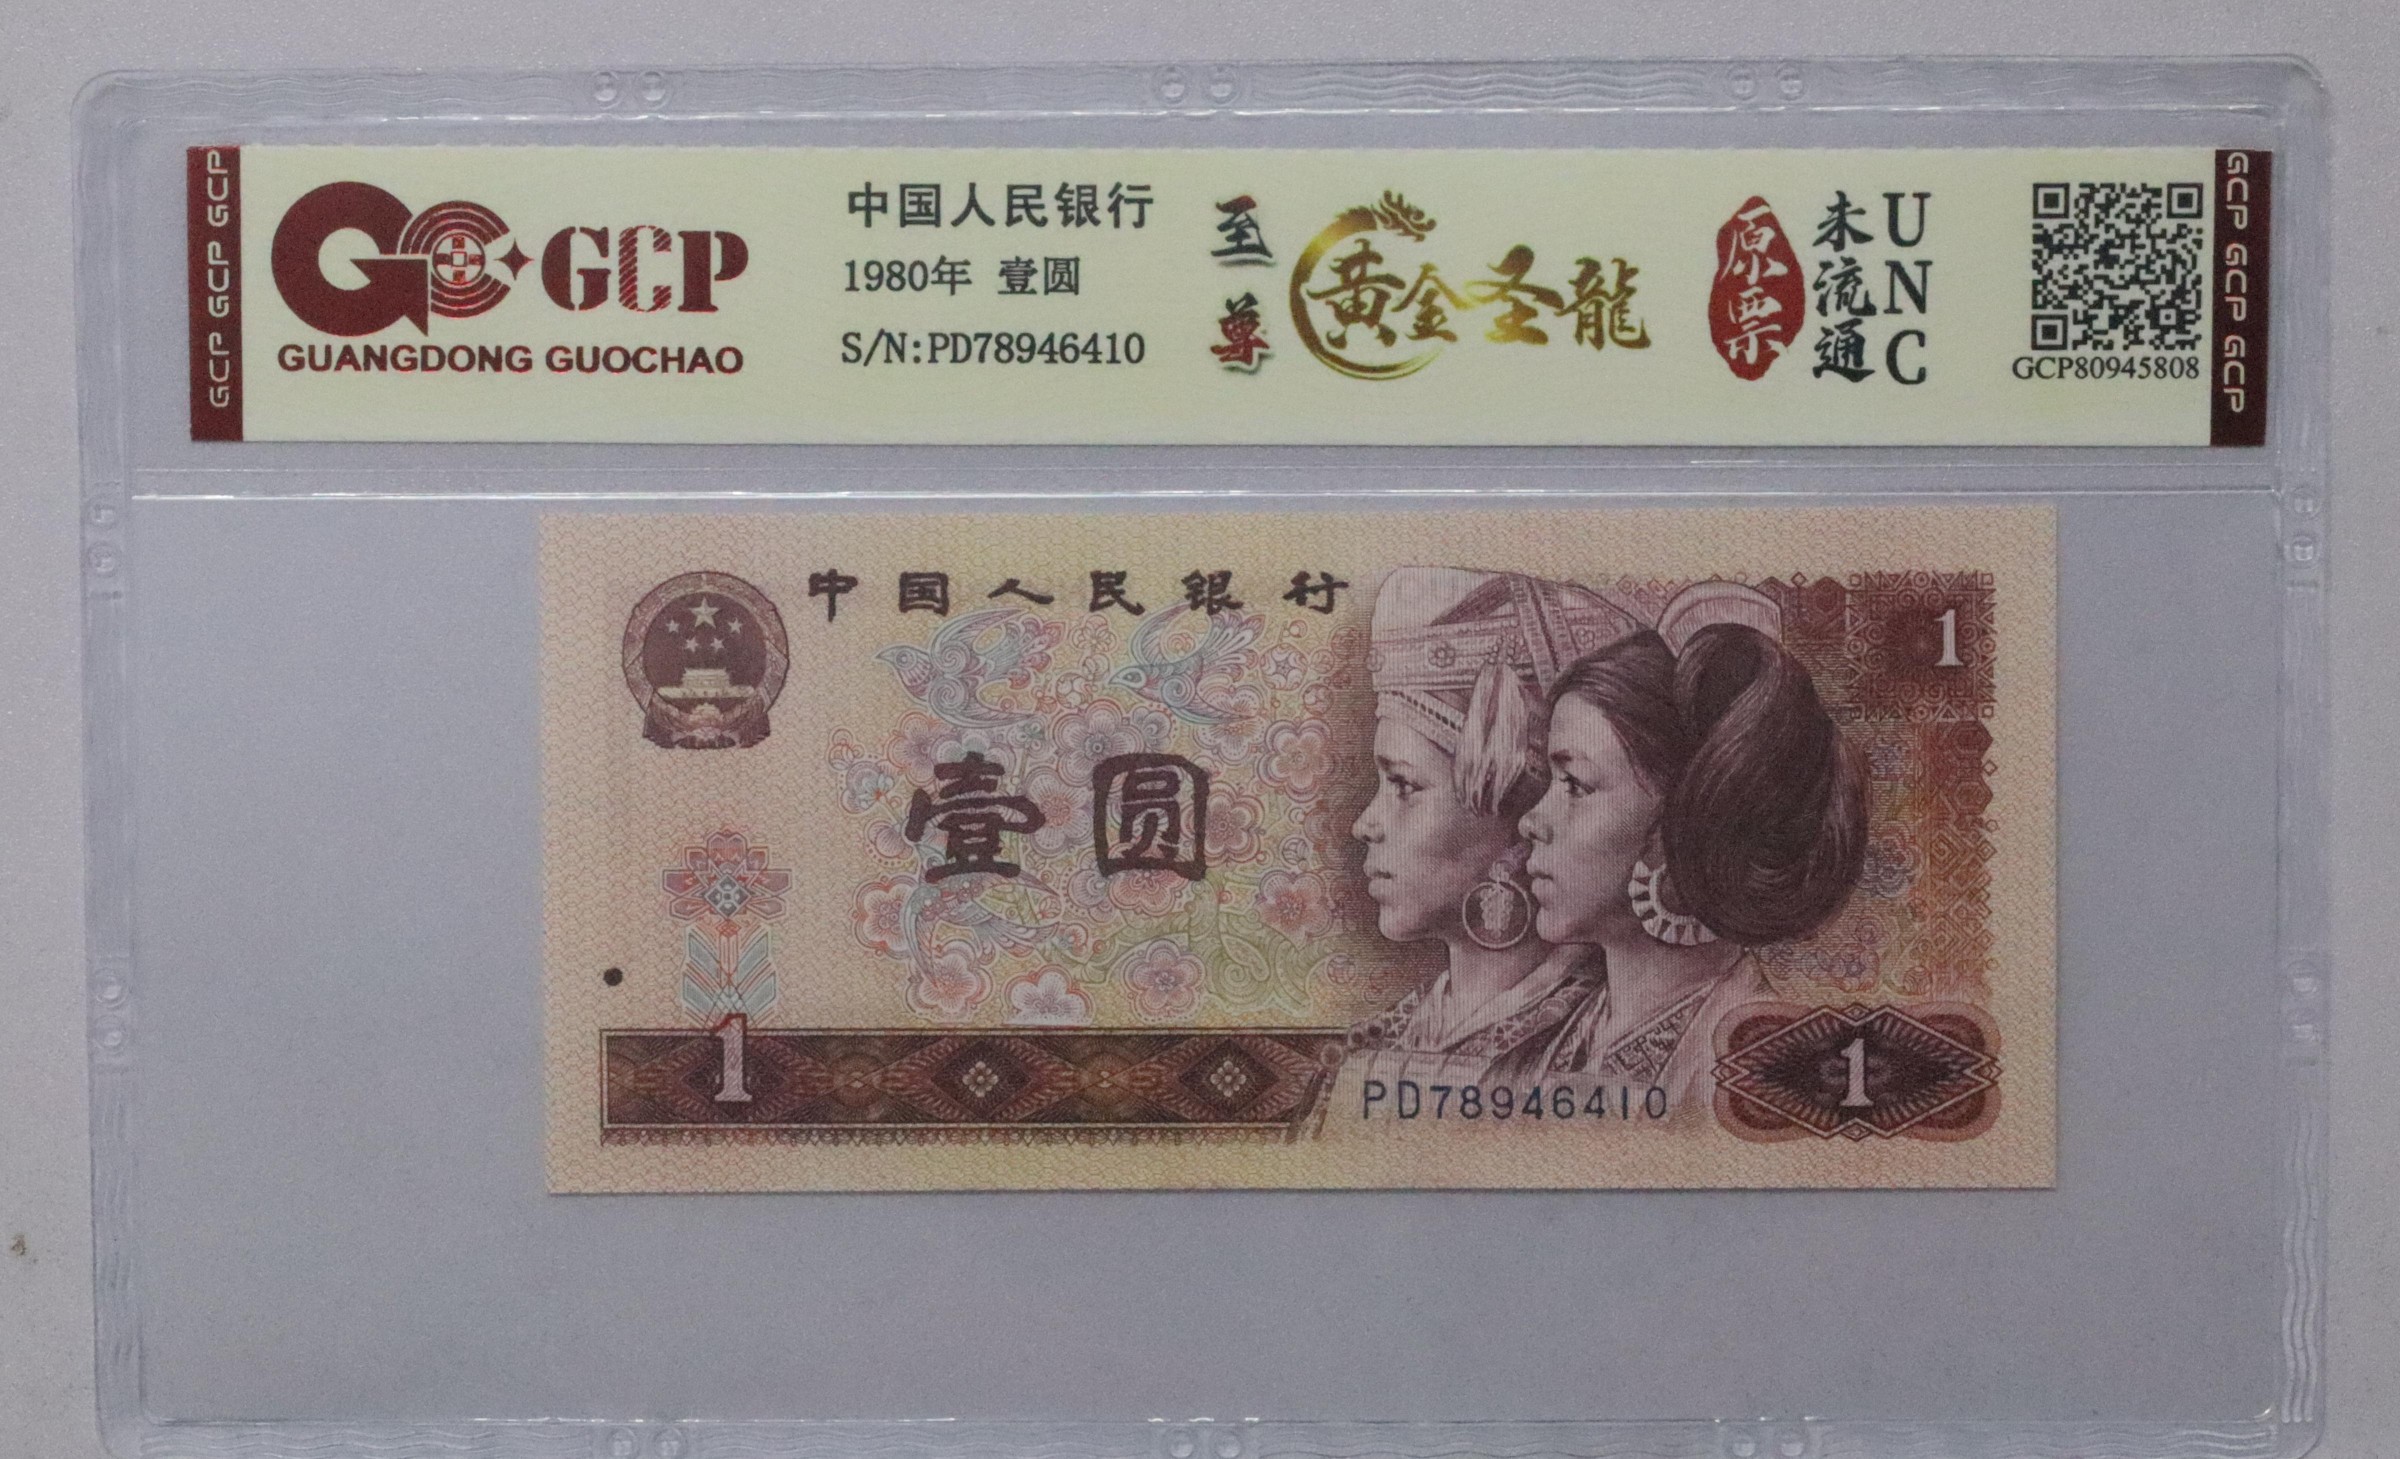 GCP GCP GCP
GCP
GUANGDONG GUOCHAO
中国人民银行
1980年 壹圆
S/N:PD78946410
至尊
黄金圣龍
原票
未流通
UNC
GCP80945808
GCP GCP GCP
中国人民银行
1
壹圆
1
PD78946410
1